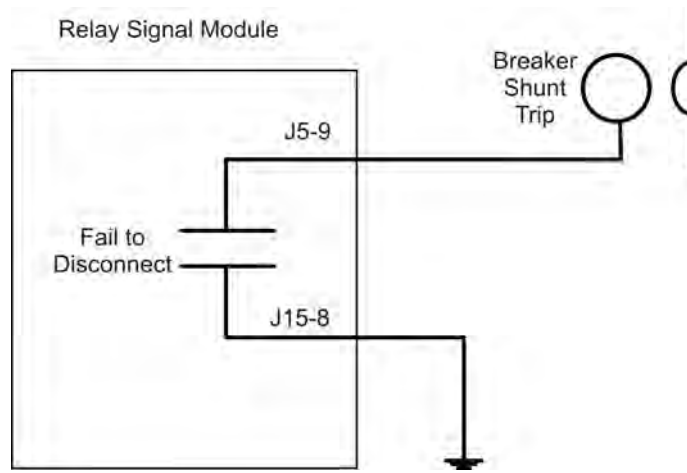 Relay Signal Module
Breaker
Shunt
Trip
J5-9
Fail to
Disconnect
J15-8